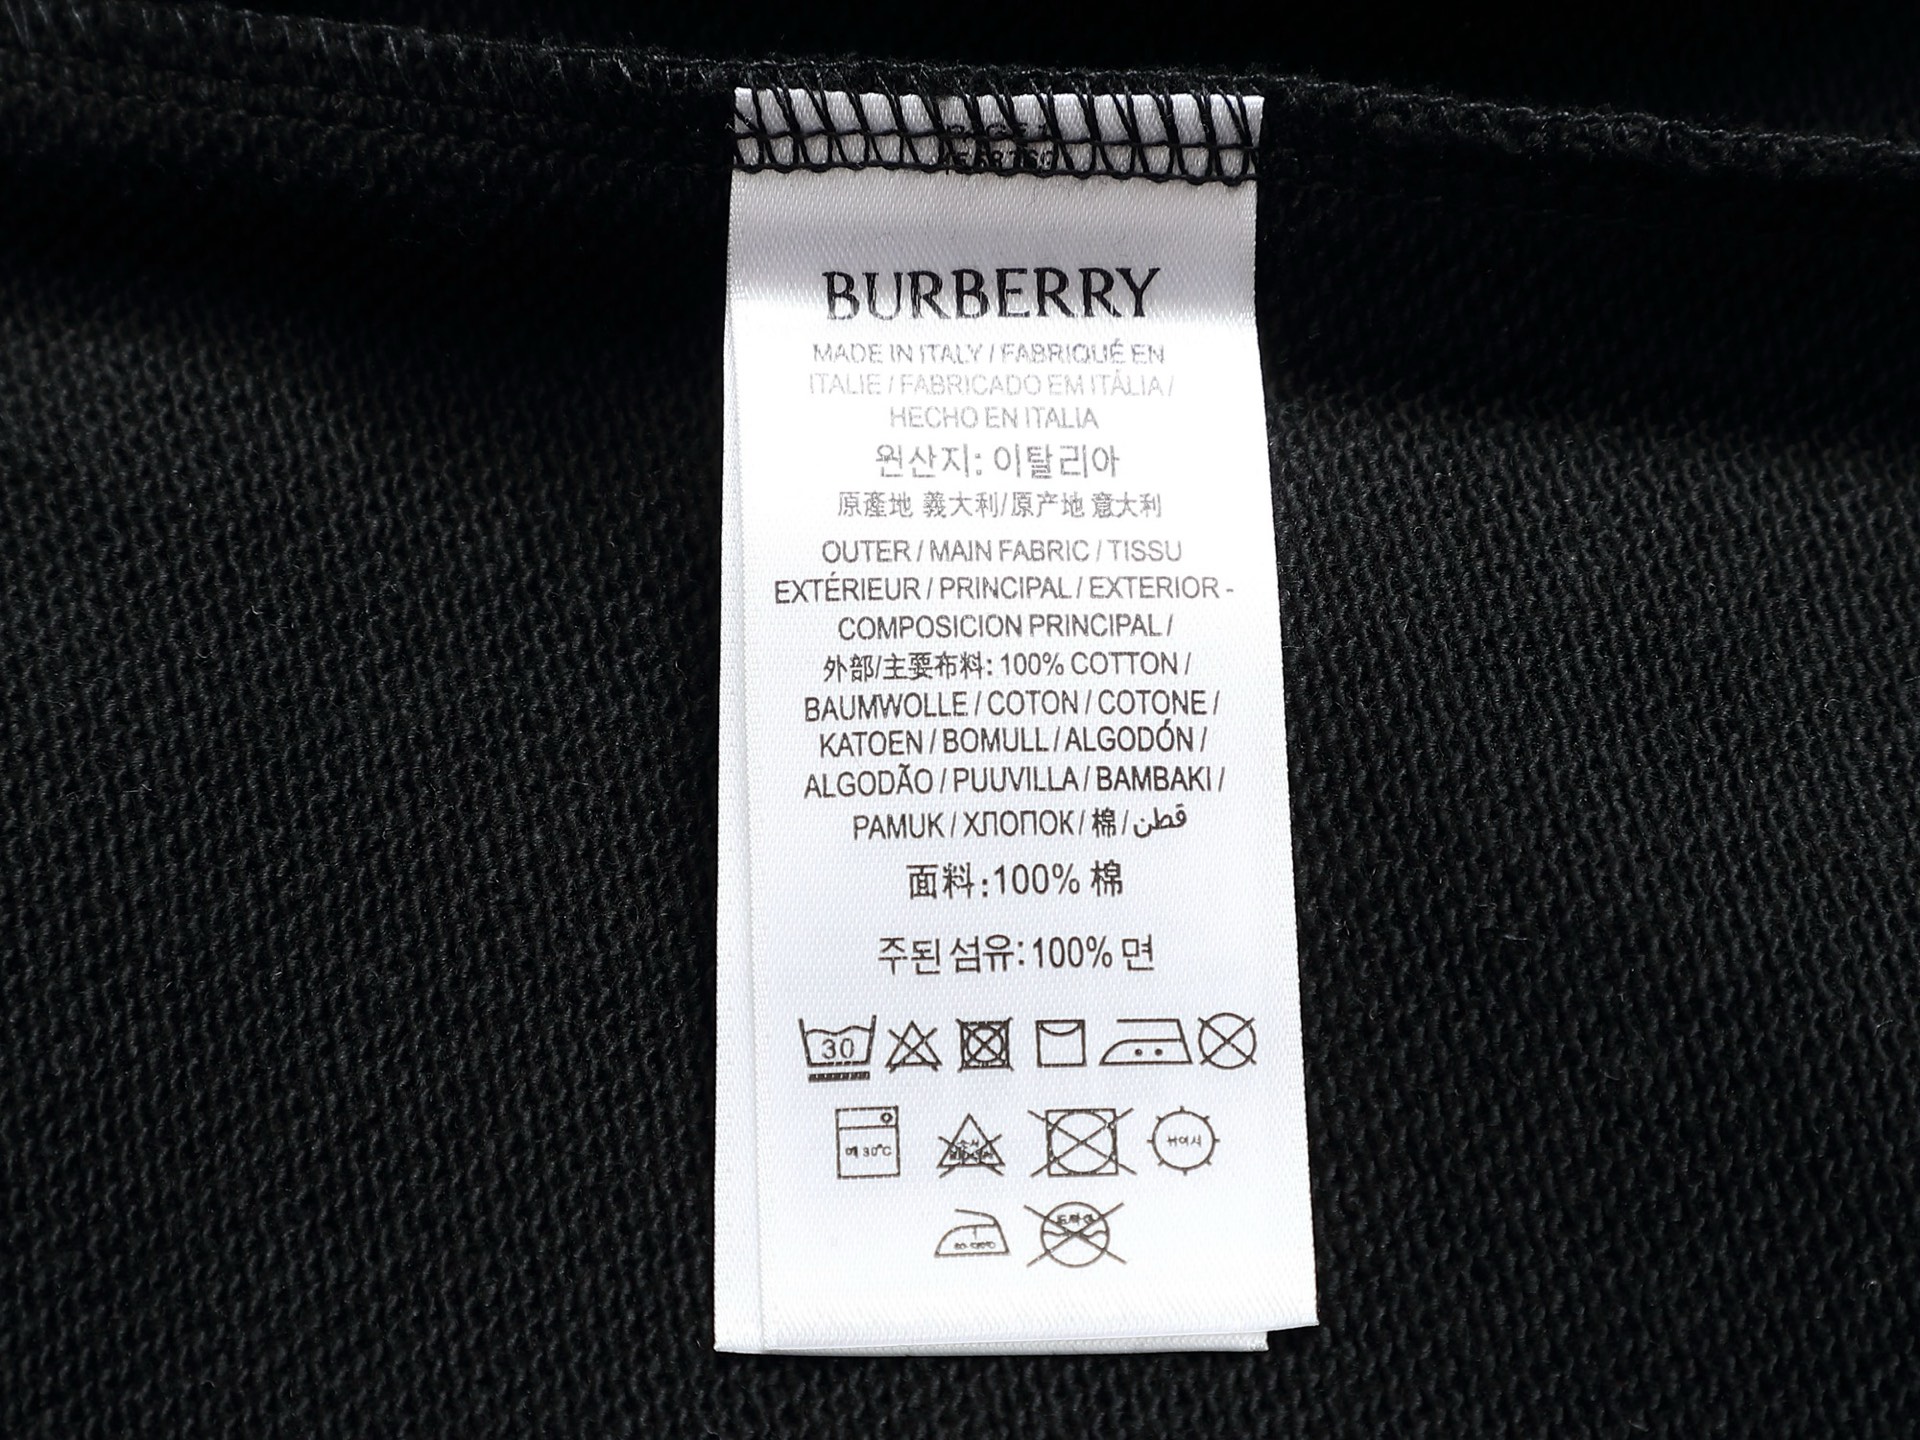 BURBERRY
MADE IN ITALY / FABRIQUÉ EN
ITALIE / FABRICADO EM ITÁLIA /
HECHO EN ITALIA
원산지: 이탈리아
原產地 義大利/原产地 意大利
OUTER / MAIN FABRIC / TISSU
EXTÉRIEUR / PRINCIPAL / EXTERIOR -
COMPOSICION PRINCIPAL /
外部/主要布料: 100% COTTON /
BAUMWOLLE / COTON / COTONE /
KATOEN / BOMULL / ALGODÓN /
ALGODÃO / PUUVILLA / BAMBAKI /
PAMUK / ХЛОПОК / 棉 / قطن
面料:100% 棉
주된 섬유:100% 면
30
30°C